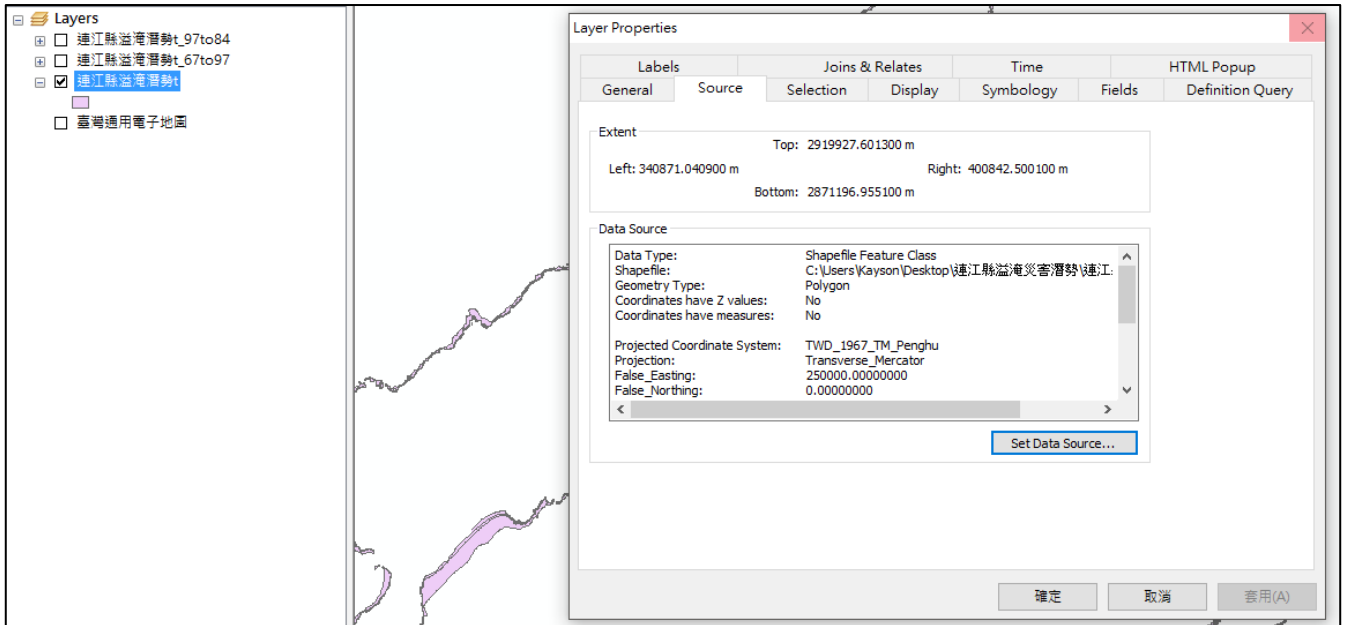 Layers
連江縣溢淹潛勢t_97to84
連江縣溢淹潛勢t_67to97
連江縣溢淹潛勢t
臺灣通用電子地圖
Layer Properties
Labels Joins & Relates Time HTML Popup
General Source Selection Display Symbology Fields Definition Query
Extent
Top: 2919927.601300 m
Left: 340871.040900 m Right: 400842.500100 m
Bottom: 2871196.955100 m
Data Source
Data Type: Shapefile Feature Class
Shapefile: C:\Users\Kayson\Desktop\連江縣溢淹災害潛勢\連江
Geometry Type: Polygon
Coordinates have Z values: No
Coordinates have measures: No
Projected Coordinate System: TWD_1967_TM_Penghu
Projection: Transverse_Mercator
False_Easting: 250000.00000000
False_Northing: 0.00000000
Set Data Source...
確定 取消 套用(A)